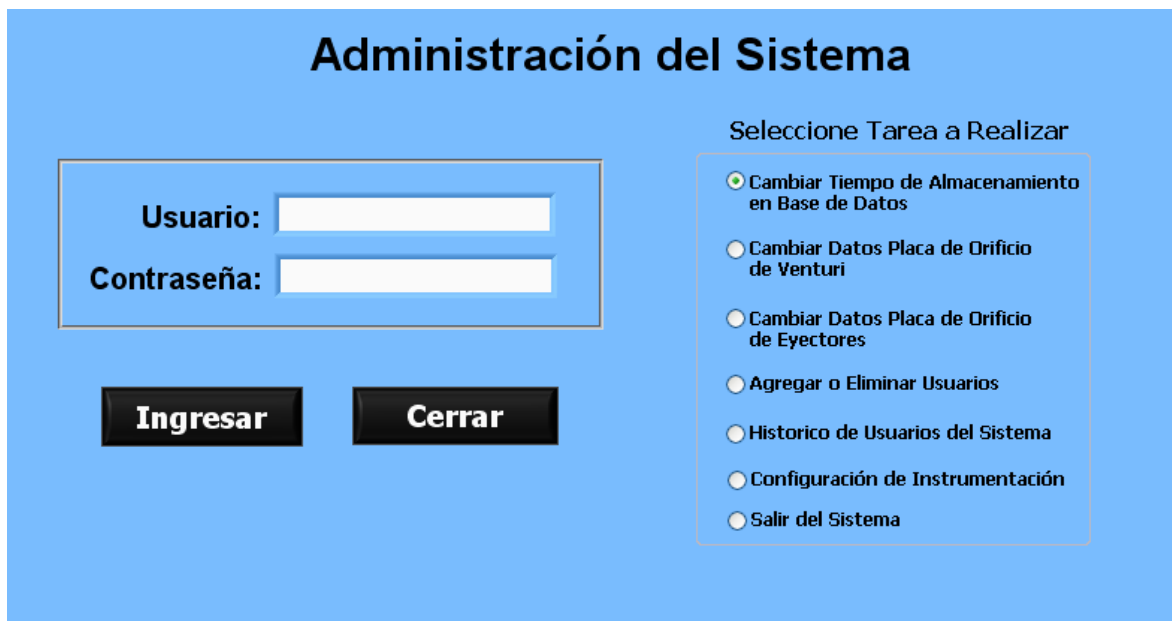 Administración del Sistema
Usuario:
Contraseña:
Ingresar
Cerrar
Seleccione Tarea a Realizar
Cambiar Tiempo de Almacenamiento
en Base de Datos
Cambiar Datos Placa de Orificio
de Venturi
Cambiar Datos Placa de Orificio
de Eyectores
Agregar o Eliminar Usuarios
Historico de Usuarios del Sistema
Configuración de Instrumentación
Salir del Sistema